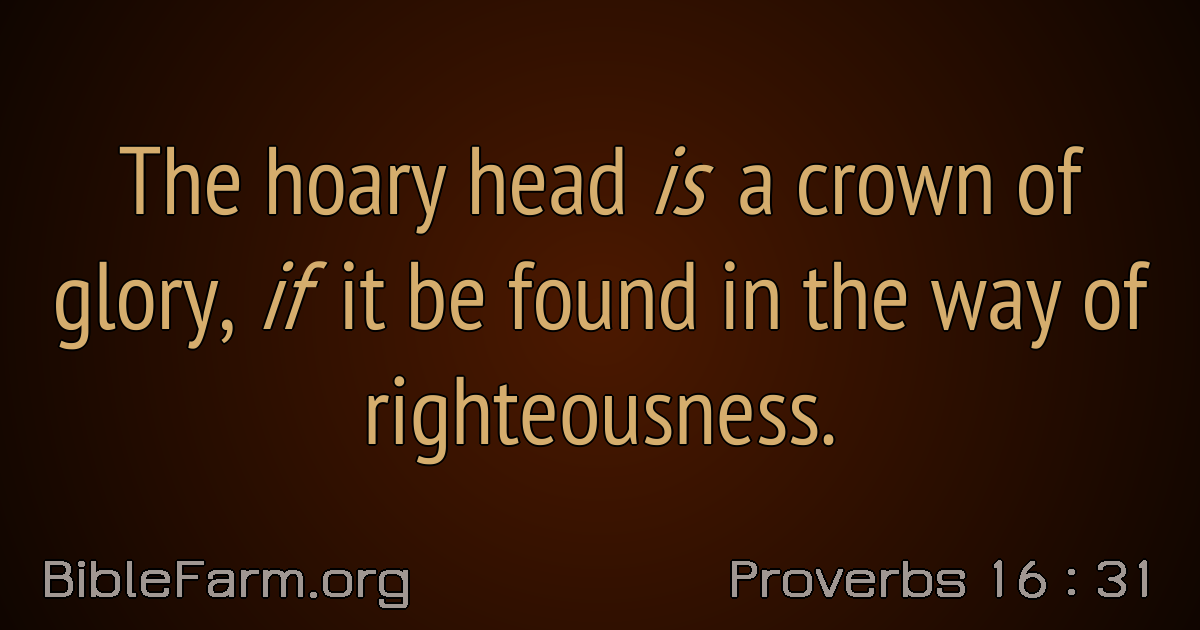 The hoary head is a crown of
glory, if it be found in the way of
righteousness.
BibleFarm.org
Proverbs 16 : 31